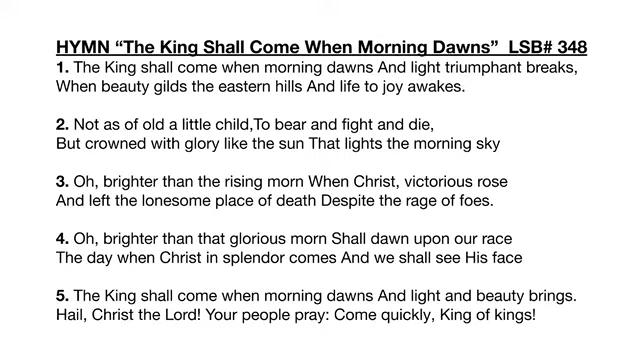 HYMN “The King Shall Come When Morning Dawns” LSB# 348
1. The King shall come when morning dawns And light triumphant breaks,
When beauty gilds the eastern hills And life to joy awakes.
2. Not as of old a little child,To bear and fight and die,
But crowned with glory like the sun That lights the morning sky
3. Oh, brighter than the rising morn When Christ, victorious rose
And left the lonesome place of death Despite the rage of foes.
4. Oh, brighter than that glorious morn Shall dawn upon our race
The day when Christ in splendor comes And we shall see His face
5. The King shall come when morning dawns And light and beauty brings.
Hail, Christ the Lord! Your people pray: Come quickly, King of kings!